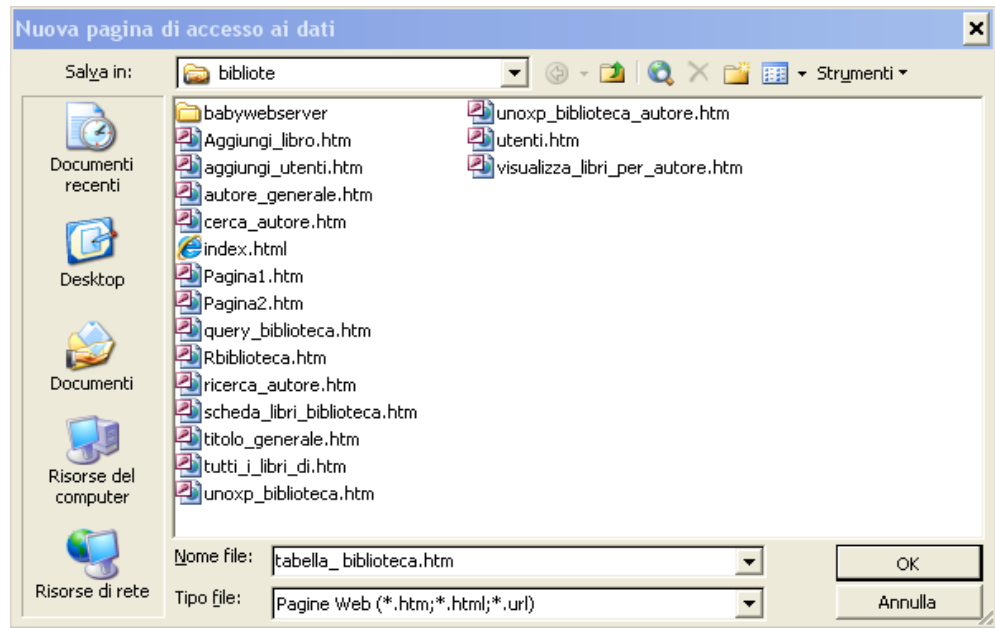 Nuova pagina di accesso ai dati
Salva in:
bibliote
Strumenti
Documenti recenti
Desktop
Documenti
Risorse del computer
Risorse di rete
babywebserver
Aggiungi_libro.htm
aggiungi_utenti.htm
autore_generale.htm
cerca_autore.htm
index.html
Pagina1.htm
Pagina2.htm
query_biblioteca.htm
Rbiblioteca.htm
ricerca_autore.htm
scheda_libri_biblioteca.htm
titolo_generale.htm
tutti_i_libri_di.htm
unoxp_biblioteca.htm
unoxp_biblioteca_autore.htm
utenti.htm
visualizza_libri_per_autore.htm
Nome file:
tabella_ biblioteca.htm
OK
Tipo file:
Pagine Web (*.htm;*.html;*.url)
Annulla